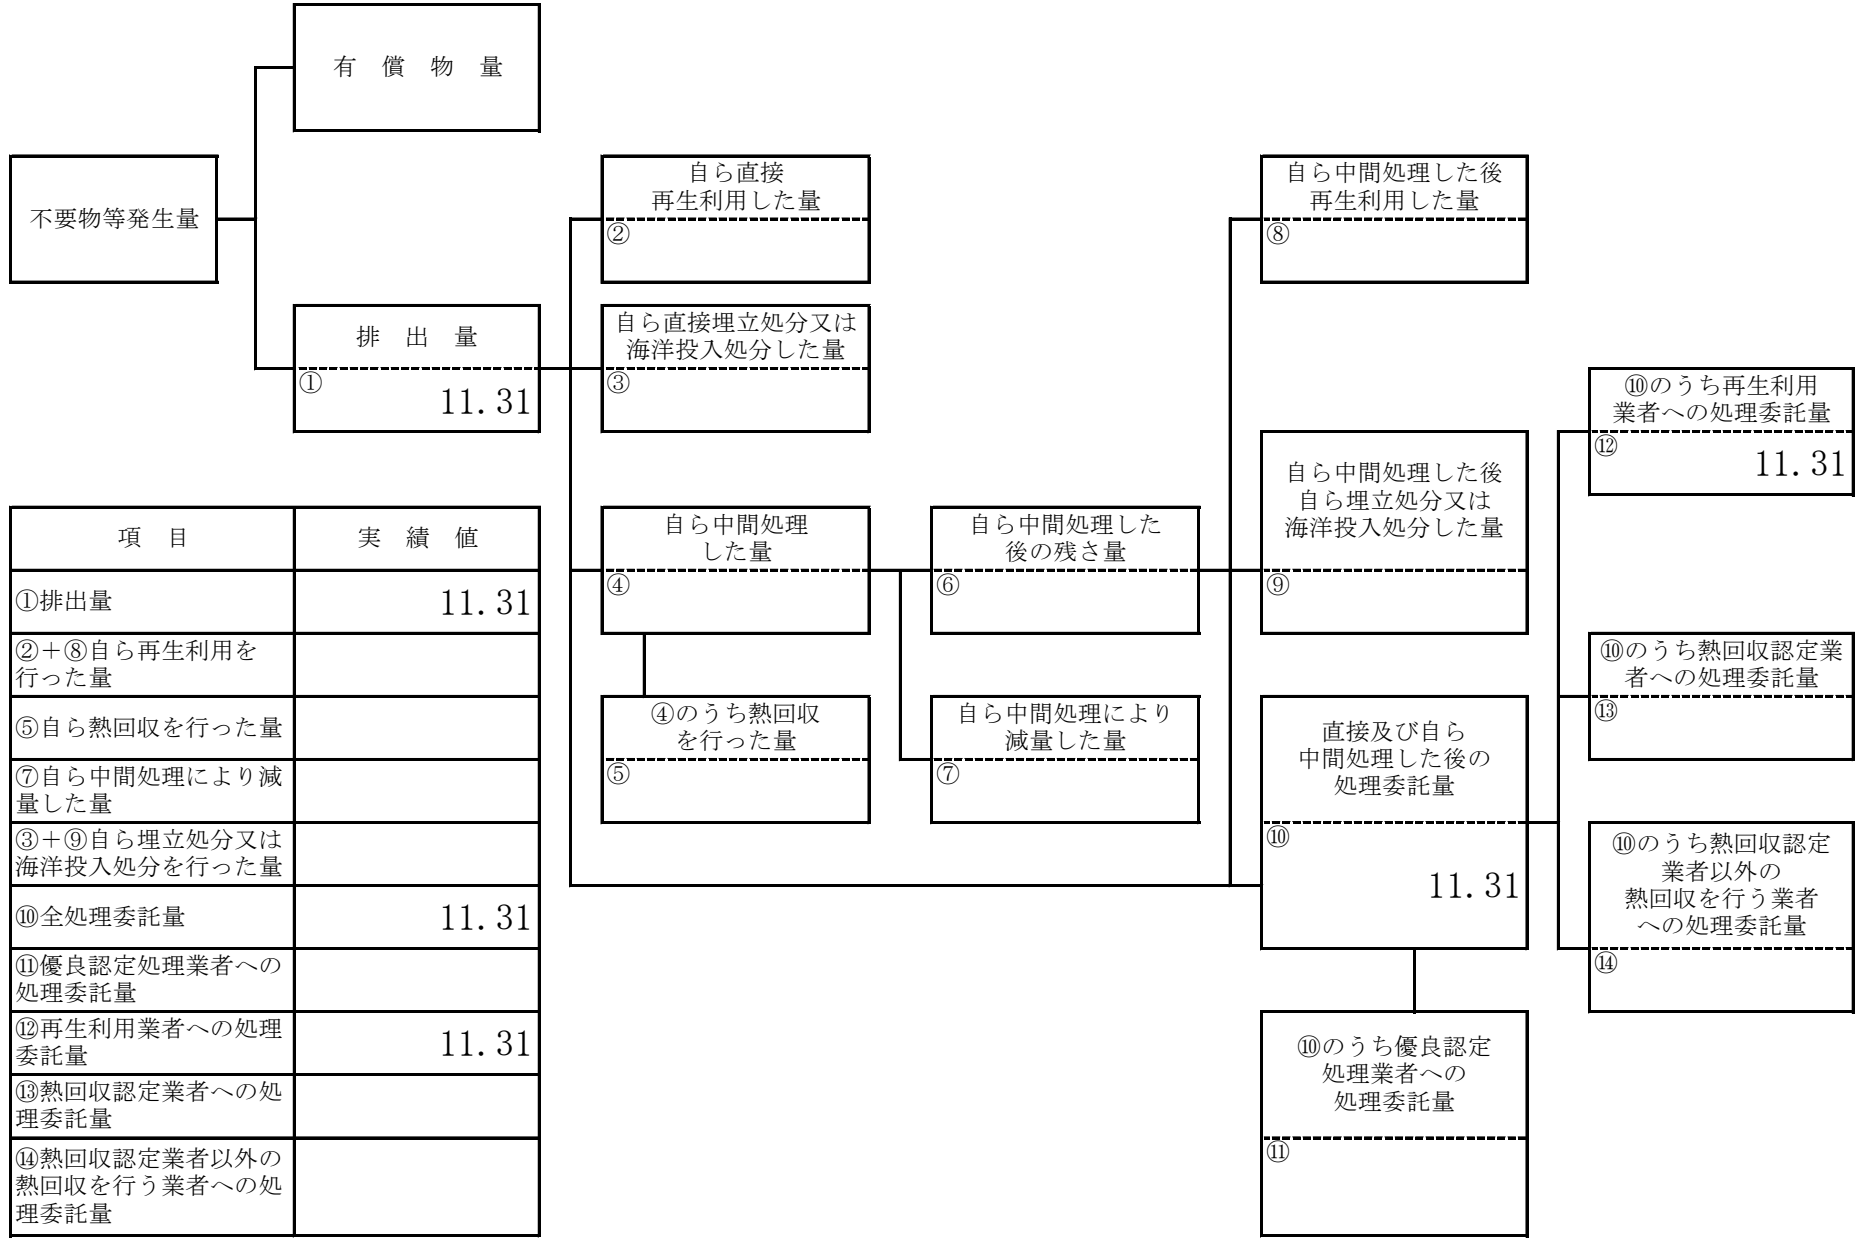 有　償　物　量
不要物等発生量
排　出　量
①
11.31
自ら直接
再生利用した量
②
自ら直接埋立処分又は
海洋投入処分した量
③
自ら中間処理
した量
④
④のうち熱回収
を行った量
⑤
自ら中間処理した
後の残さ量
⑥
自ら中間処理により
減量した量
⑦
自ら中間処理した後
再生利用した量
⑧
自ら中間処理した後
自ら埋立処分又は
海洋投入処分した量
⑨
直接及び自ら
中間処理した後の
処理委託量
⑩
11.31
⑩のうち優良認定
処理業者への
処理委託量
⑪
⑩のうち再生利用
業者への処理委託量
⑫
11.31
⑩のうち熱回収認定業
者への処理委託量
⑬
⑩のうち熱回収認定
業者以外の
熱回収を行う業者
への処理委託量
⑭
項　目　実　績　値
①排出量　11.31
②＋⑧自ら再生利用を
行った量
⑤自ら熱回収を行った量
⑦自ら中間処理により減
量した量
③＋⑨自ら埋立処分又は
海洋投入処分を行った量
⑩全処理委託量　11.31
⑪優良認定処理業者への
処理委託量
⑫再生利用業者への処理
委託量　11.31
⑬熱回収認定業者への処
理委託量
⑭熱回収認定業者以外の
熱回収を行う業者への処
理委託量